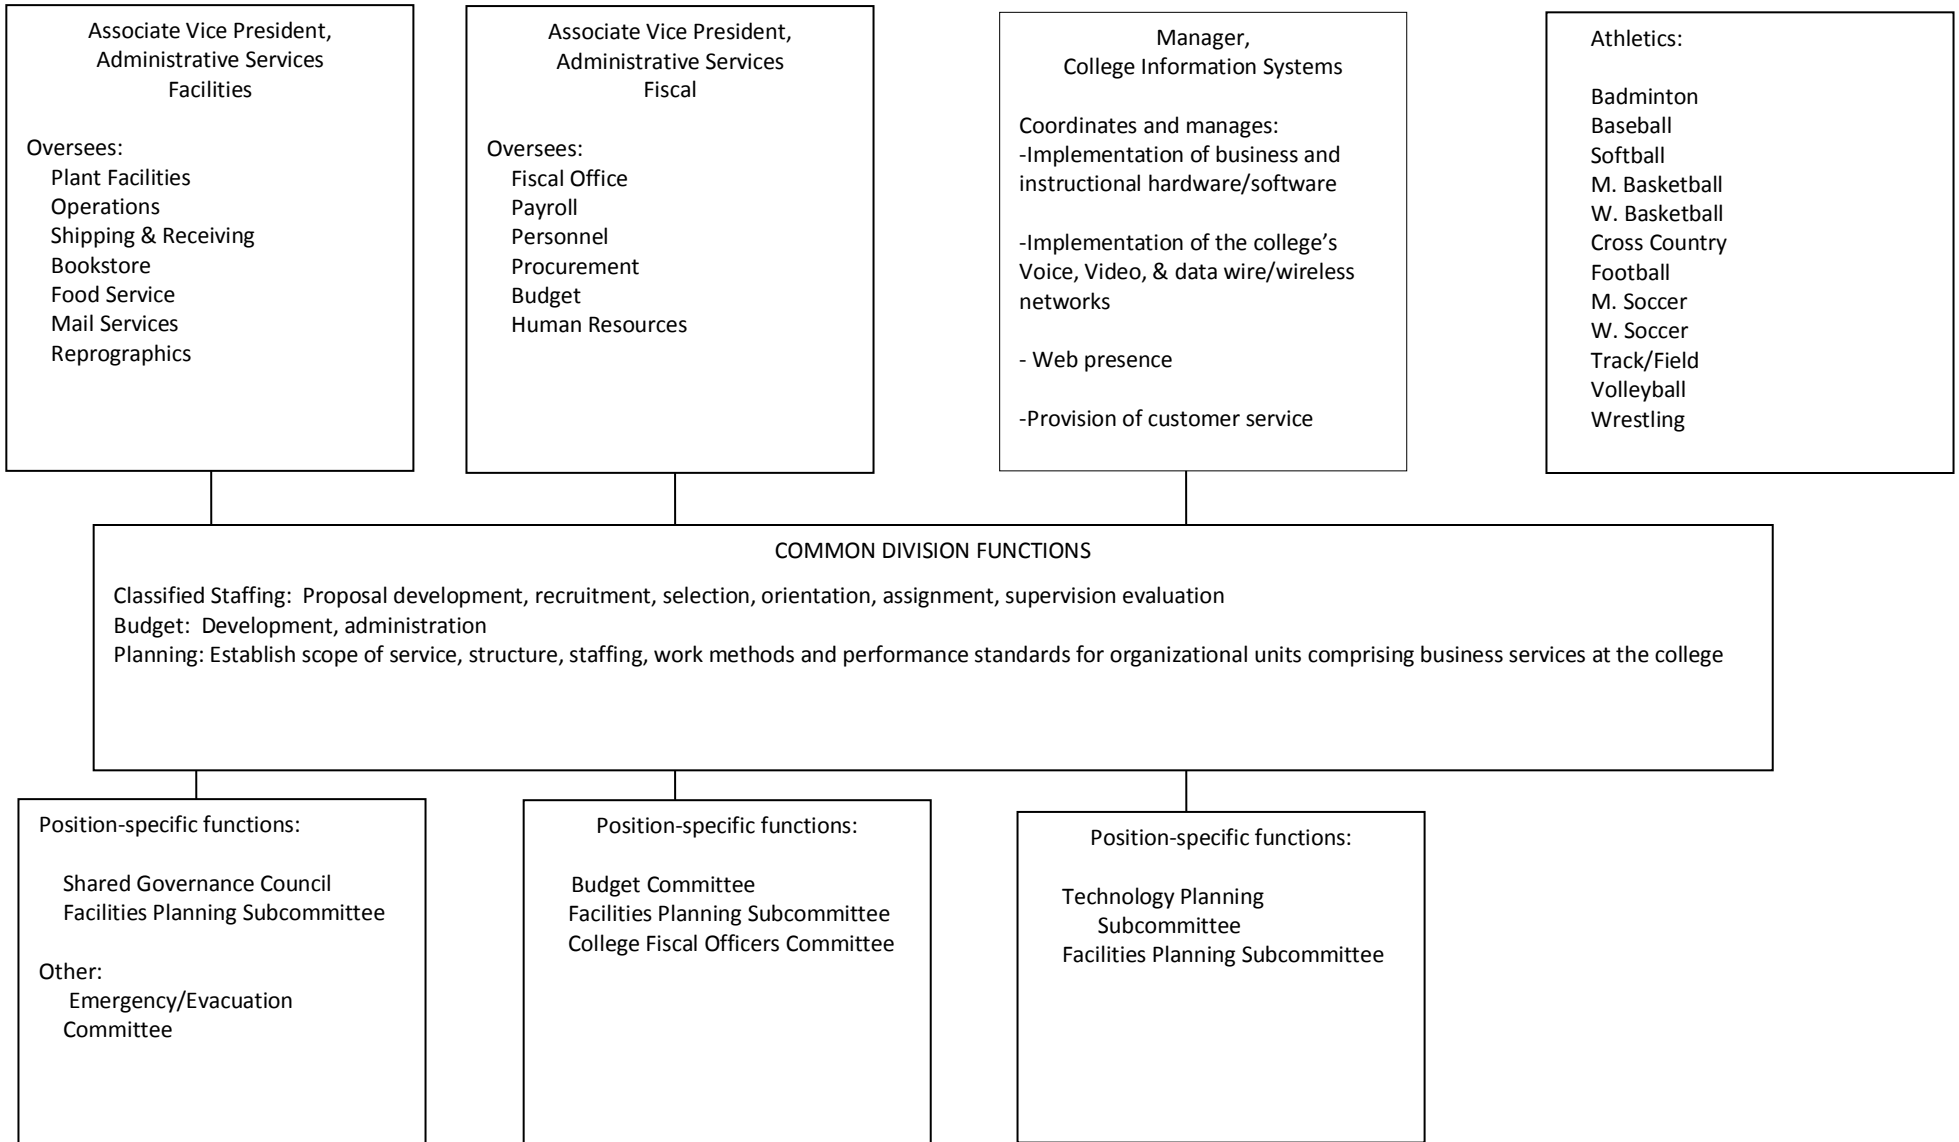 Associate Vice President,
Administrative Services
Facilities
Oversees:
Plant Facilities
Operations
Shipping & Receiving
Bookstore
Food Service
Mail Services
Reprographics
Associate Vice President,
Administrative Services
Fiscal
Oversees:
Fiscal Office
Payroll
Personnel
Procurement
Budget
Human Resources
Manager,
College Information Systems
Coordinates and manages:
-Implementation of business and
instructional hardware/software
-Implementation of the college’s
Voice, Video, & data wire/wireless
networks
- Web presence
-Provision of customer service
Athletics:
Badminton
Baseball
Softball
M. Basketball
W. Basketball
Cross Country
Football
M. Soccer
W. Soccer
Track/Field
Volleyball
Wrestling
COMMON DIVISION FUNCTIONS
Classified Staffing:  Proposal development, recruitment, selection, orientation, assignment, supervision evaluation
Budget:  Development, administration
Planning: Establish scope of service, structure, staffing, work methods and performance standards for organizational units comprising business services at the college
Position-specific functions:
Shared Governance Council
Facilities Planning Subcommittee
Other:
Emergency/Evacuation
Committee
Position-specific functions:
Budget Committee
Facilities Planning Subcommittee
College Fiscal Officers Committee
Position-specific functions:
Technology Planning
Subcommittee
Facilities Planning Subcommittee